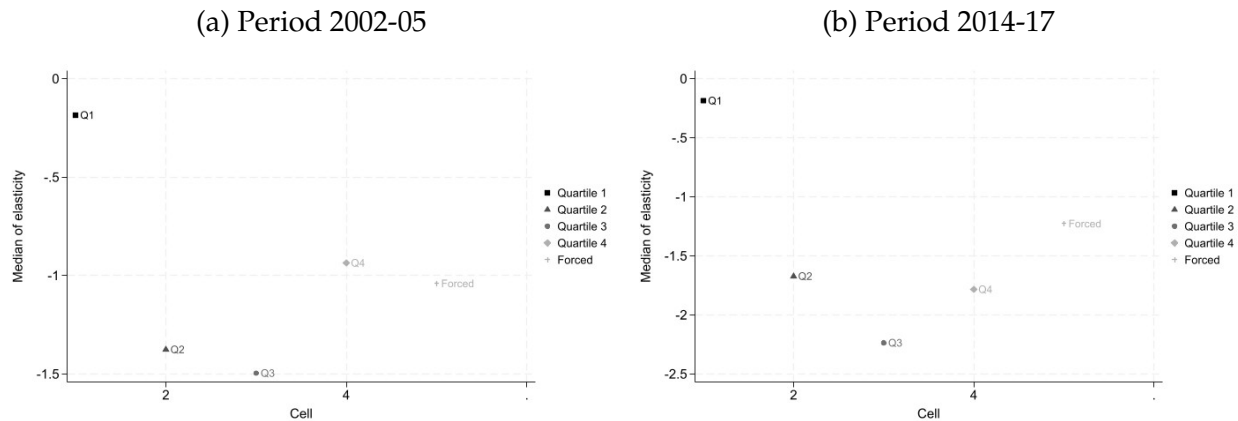 (a) Period 2002-05
0
-.5
-1
-1.5
Median of elasticity
Q1
Q2
Q3
Q4
Forced
2
4
.
Cell
Quartile 1
Quartile 2
Quartile 3
Quartile 4
Forced
(b) Period 2014-17
0
-.5
-1
-1.5
-2
-2.5
Median of elasticity
Q1
Q2
Q3
Q4
Forced
2
4
.
Cell
Quartile 1
Quartile 2
Quartile 3
Quartile 4
Forced